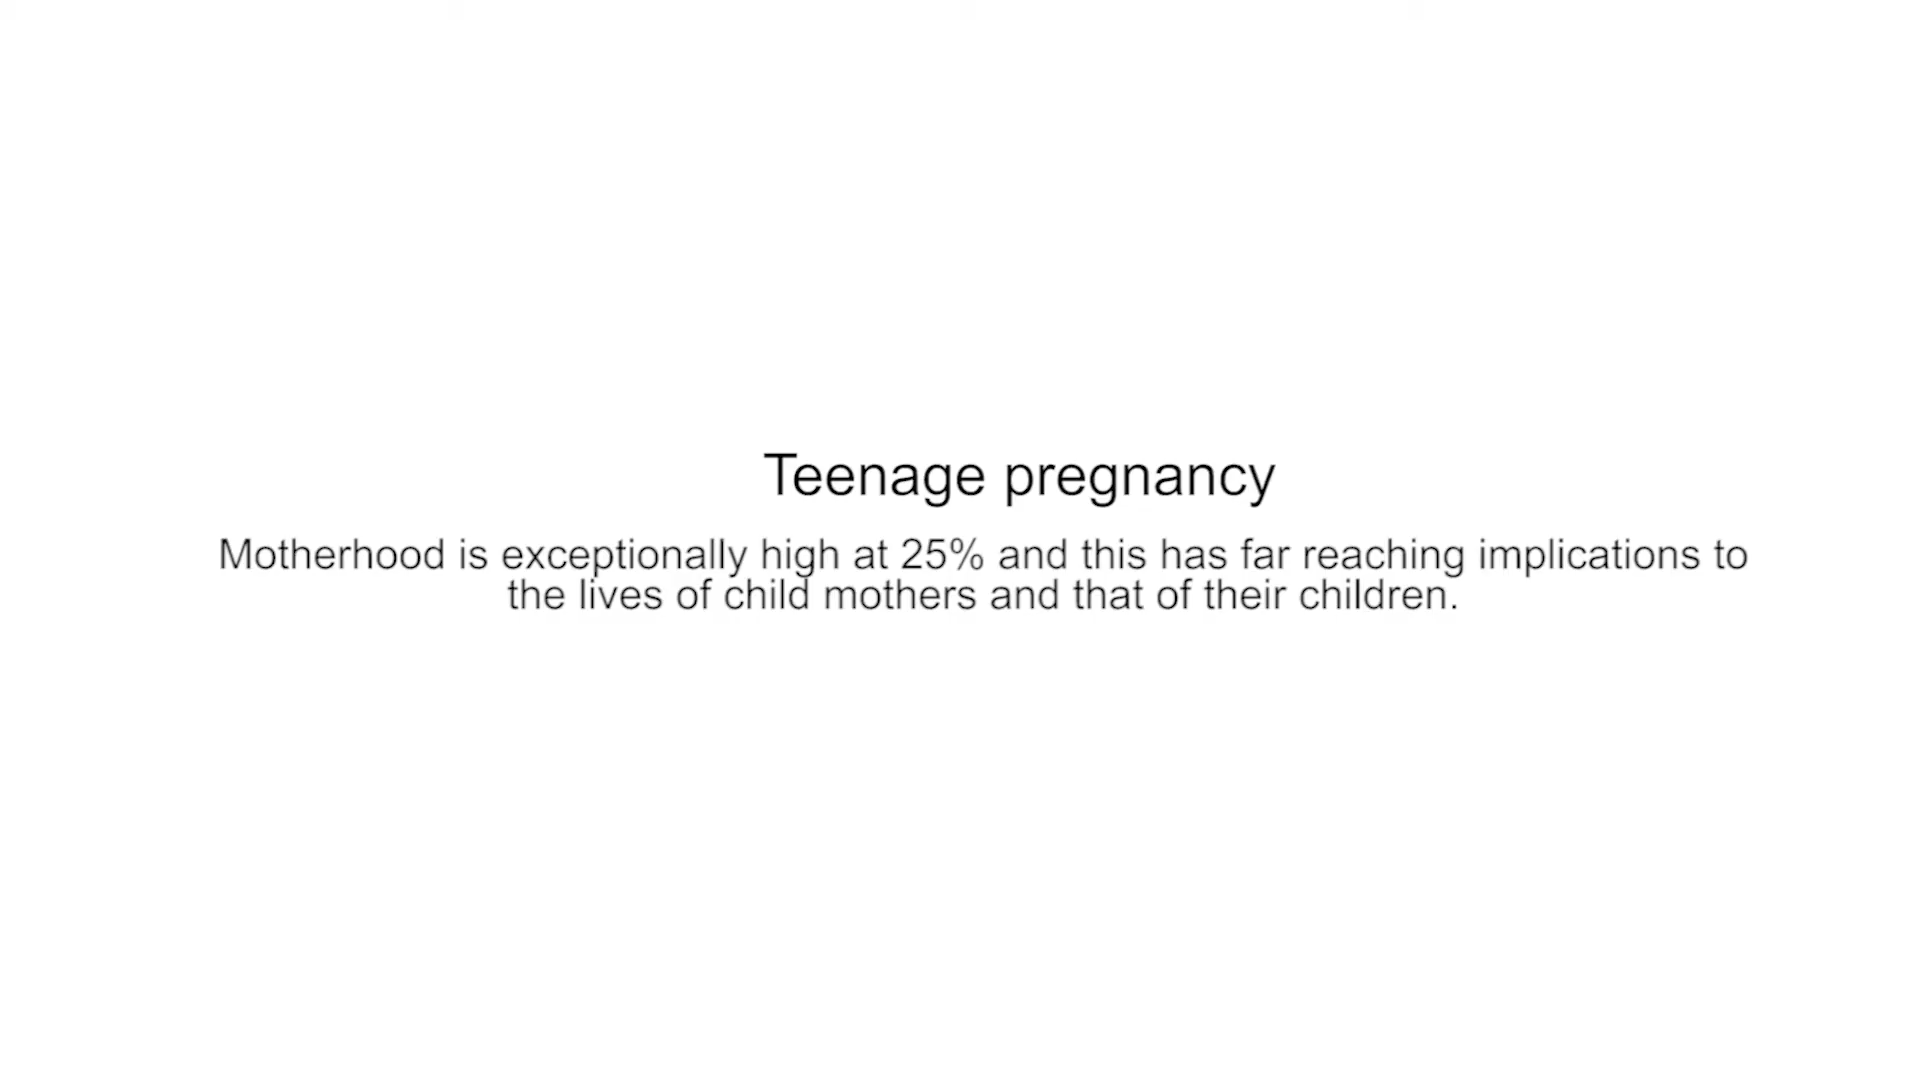 Teenage pregnancy
Motherhood is exceptionally high at 25% and this has far reaching implications to
the lives of child mothers and that of their children.